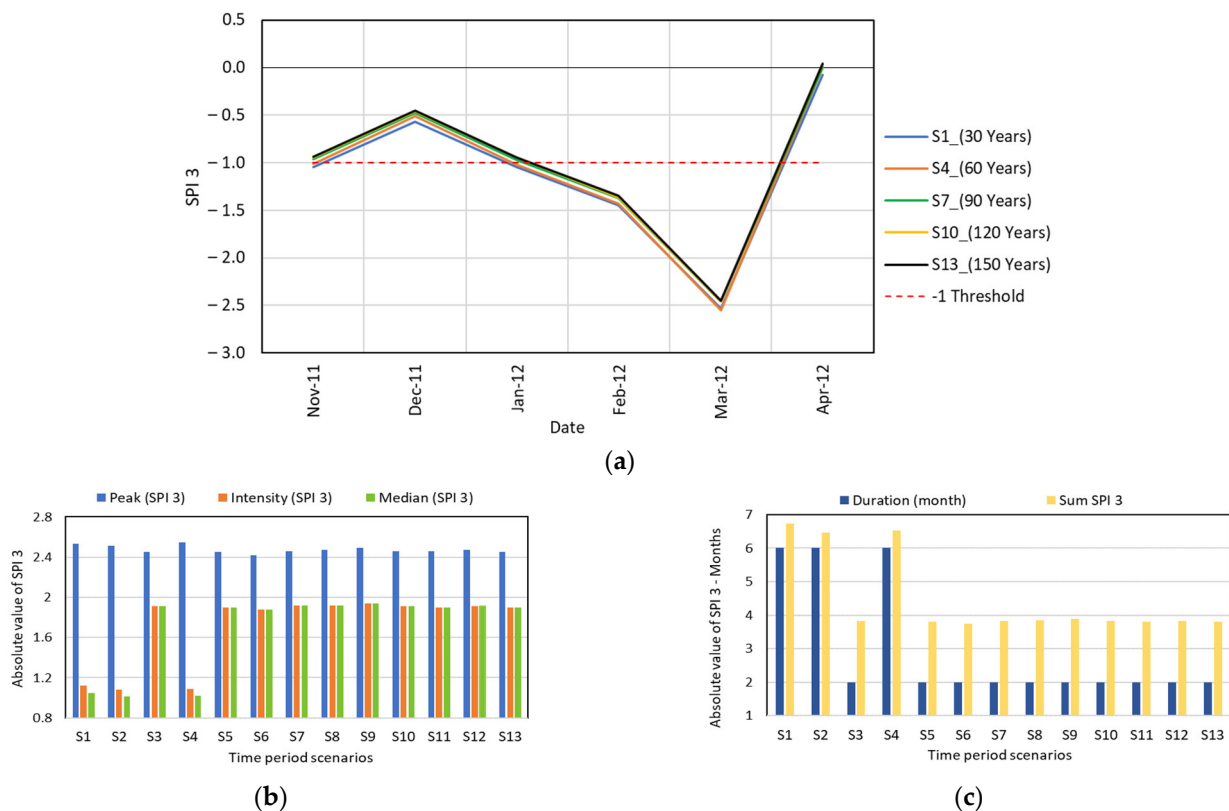 0.5
0.0
− 0.5
− 1.0
− 1.5
− 2.0
− 2.5
− 3.0
SPI 3
Nov-11
Dec-11
Jan-12
Feb-12
Mar-12
Apr-12
Date
S1_(30 Years)
S4_(60 Years)
S7_(90 Years)
S10_(120 Years)
S13_(150 Years)
-1 Threshold
(a)
Peak (SPI 3) Intensity (SPI 3) Median (SPI 3)
2.8
2.4
2
1.6
1.2
0.8
Absolute value of SPI 3
S1 S2 S3 S4 S5 S6 S7 S8 S9 S10 S11 S12 S13
Time period scenarios
(b)
Duration (month) Sum SPI 3
7
6
5
4
3
2
1
Absolute value of SPI 3 - Months
S1 S2 S3 S4 S5 S6 S7 S8 S9 S10 S11 S12 S13
Time period scenarios
(c)